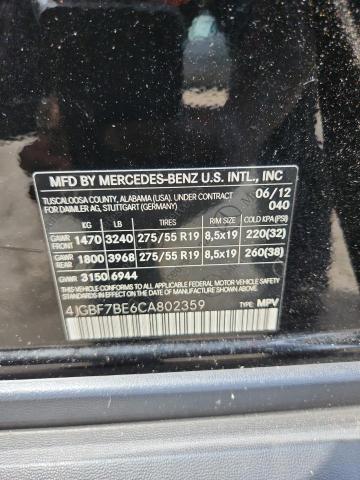 MFD BY MERCEDES-BENZ U.S. INTL., INC
TUSCALOOSA COUNTY, ALABAMA (USA). UNDER CONTRACT 06/12
FOR DAIMLER AG, STUTTGART (GERMANY) 040
KG LB TIRES RIM SIZE COLD KPA (PSI)
GAWR FRONT 1470 3240 275/55 R19 8,5x19 220(32)
GAWR REAR 1800 3968 275/55 R19 8,5x19 260(38)
GVWR 3150 6944
THIS VEHICLE CONFORMS TO ALL APPLICABLE U.S. FEDERAL MOTOR VEHICLE SAFETY STANDARDS IN EFFECT ON THE DATE OF MANUFACTURE SHOWN ABOVE.
4JGBF7BE6CA802359 TYPE: MPV